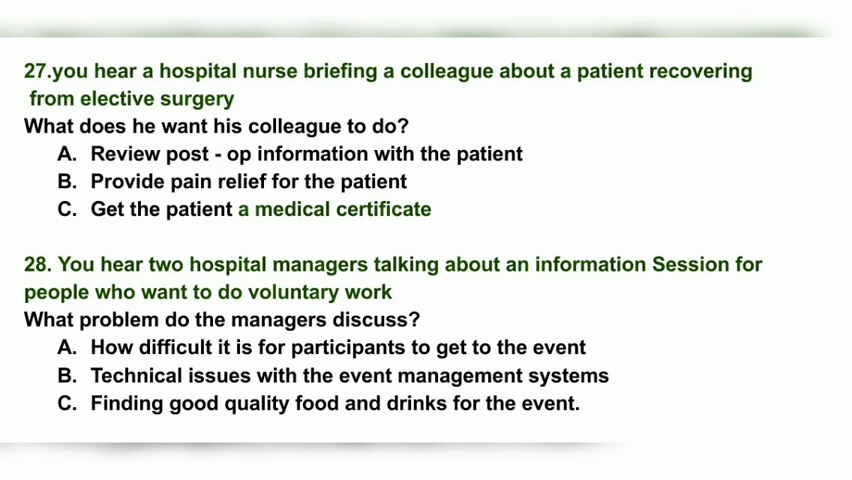 27.you hear a hospital nurse briefing a colleague about a patient recovering
from elective surgery
What does he want his colleague to do?
A. Review post - op information with the patient
B. Provide pain relief for the patient
C. Get the patient a medical certificate
28. You hear two hospital managers talking about an information Session for
people who want to do voluntary work
What problem do the managers discuss?
A. How difficult it is for participants to get to the event
B. Technical issues with the event management systems
C. Finding good quality food and drinks for the event.